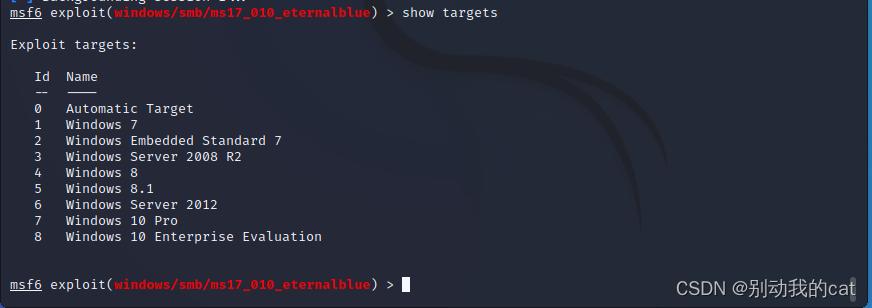 msf6 exploit(windows/smb/ms17_010_eternalblue) > show targets
Exploit targets:
Id  Name
--  ----
0   Automatic Target
1   Windows 7
2   Windows Embedded Standard 7
3   Windows Server 2008 R2
4   Windows 8
5   Windows 8.1
6   Windows Server 2012
7   Windows 10 Pro
8   Windows 10 Enterprise Evaluation
msf6 exploit(windows/smb/ms17_010_eternalblue) >
CSDN @别动我的cat